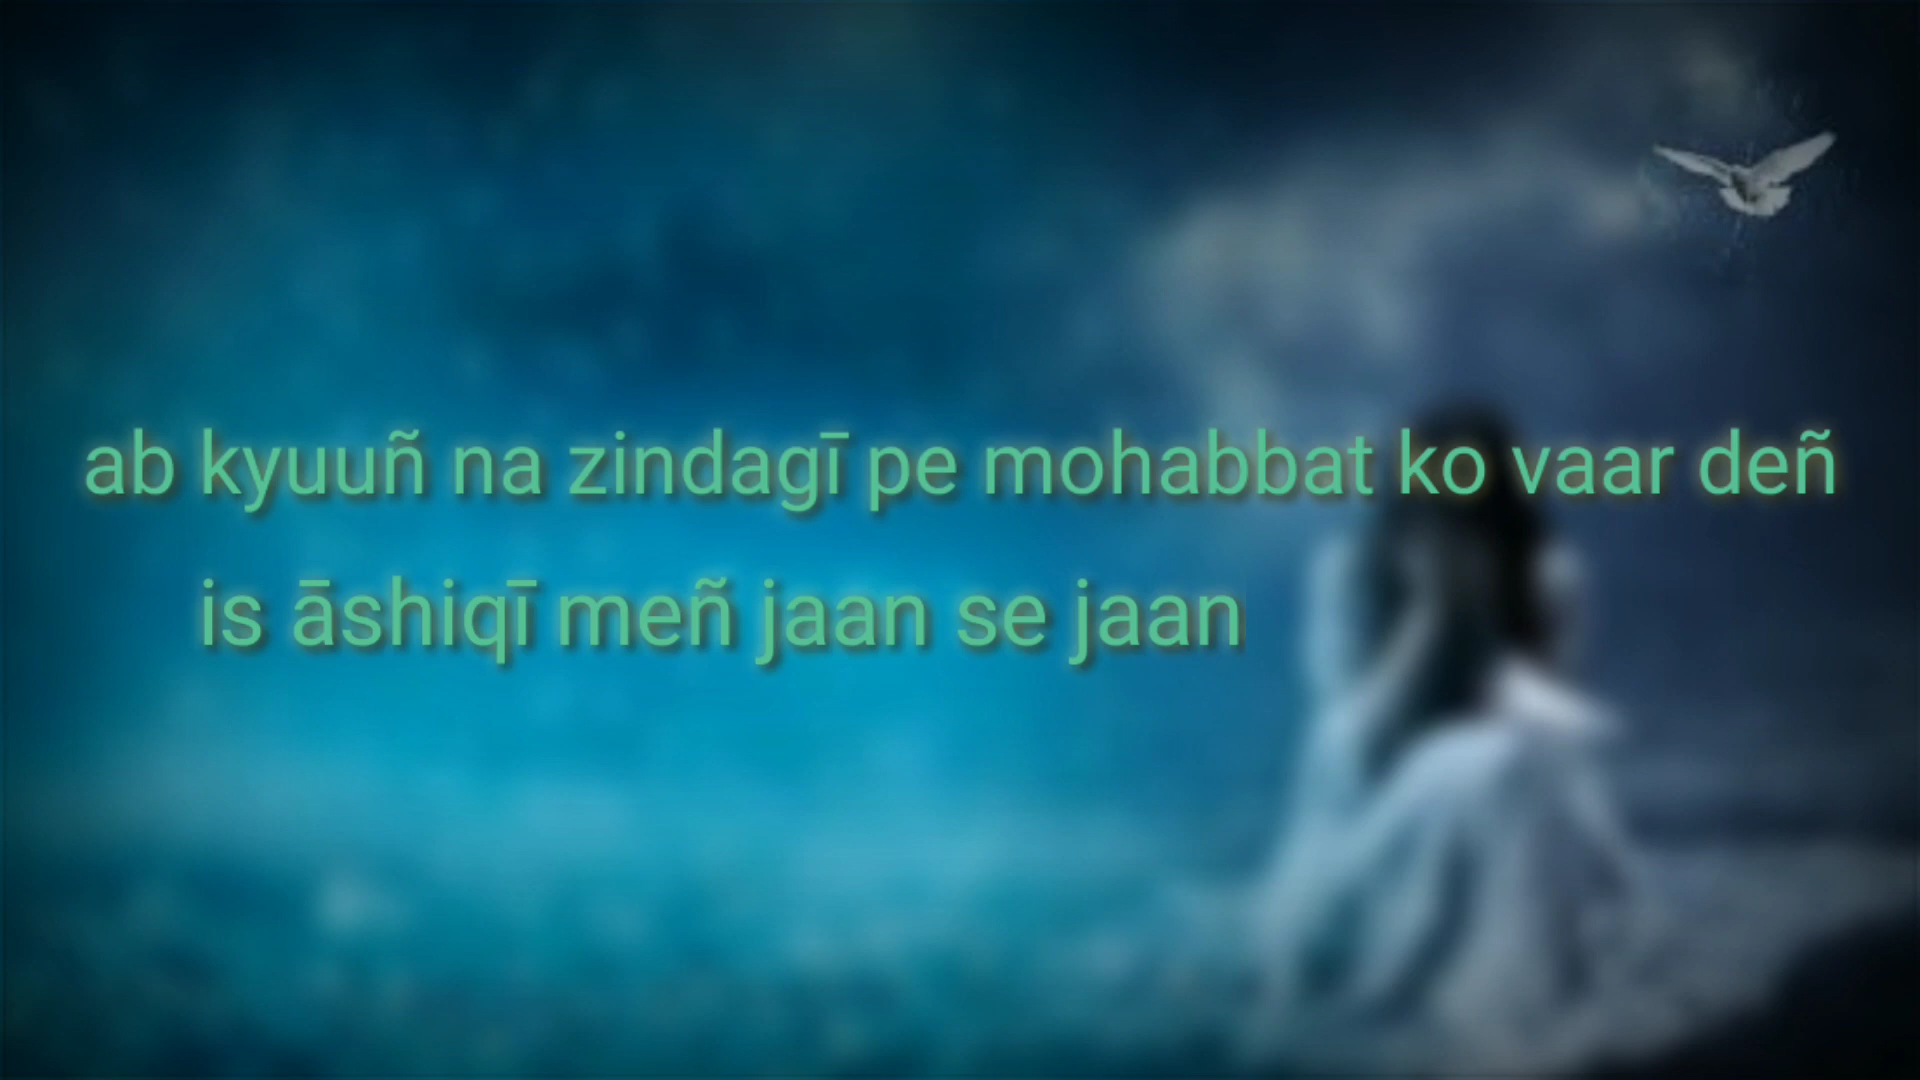 ab kyuuñ na zindagī pe mohabbat ko vaar deñ
is āshiqī meñ jaan se jaan